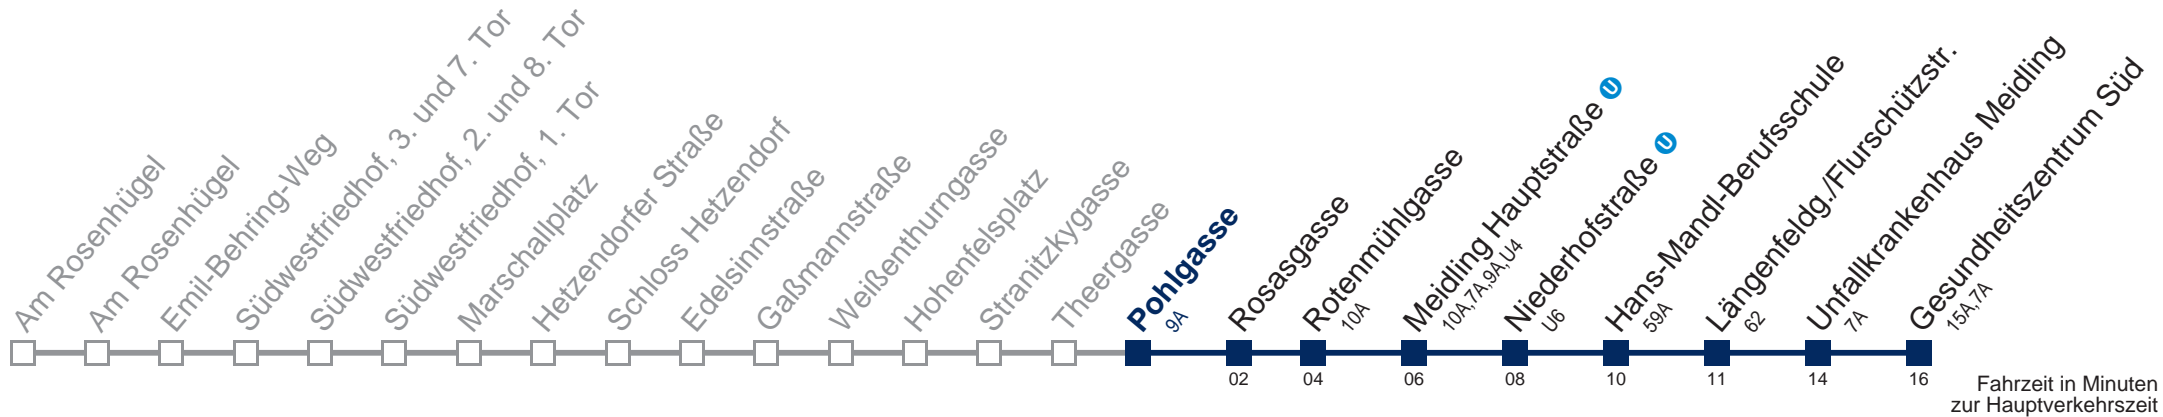 Am Rosenhügel
Am Rosenhügel
Emil-Behring-Weg
Südwestfriedhof, 3. und 7. Tor
Südwestfriedhof, 2. und 8. Tor
Südwestfriedhof, 1. Tor
Marschallplatz
Hetzendorfer Straße
Schloss Hetzendorf
Edelsinnstraße
Gaßmannstraße
Weißenthurngasse
Hohenfelsplatz
Stranitzkygasse
Theergasse
Pohlgasse
9A
Rosasgasse
02
Rotenmühlgasse
10A
04
Meidling Hauptstraße U
10A,7A,9A,U4
06
Niederhofstraße U
U6
08
Hans-Mandl-Berufsschule
59A
10
Längenfeldg./Flurschützstr.
62
11
Unfallkrankenhaus Meidling
7A
14
Gesundheitszentrum Süd
15A,7A
16
Fahrzeit in Minuten
zur Hauptverkehrszeit